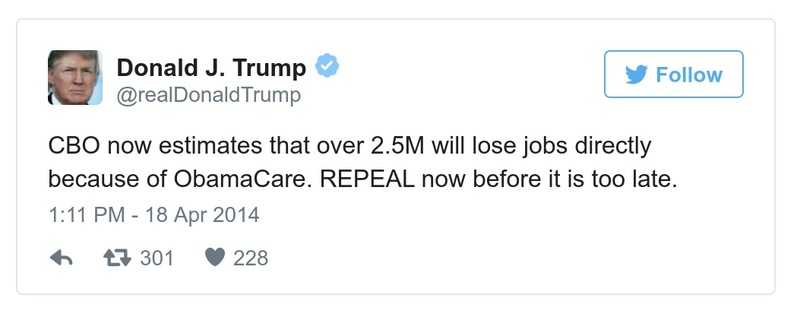 Donald J. Trump
@realDonaldTrump
Follow
CBO now estimates that over 2.5M will lose jobs directly
because of ObamaCare. REPEAL now before it is too late.
1:11 PM - 18 Apr 2014
301 228